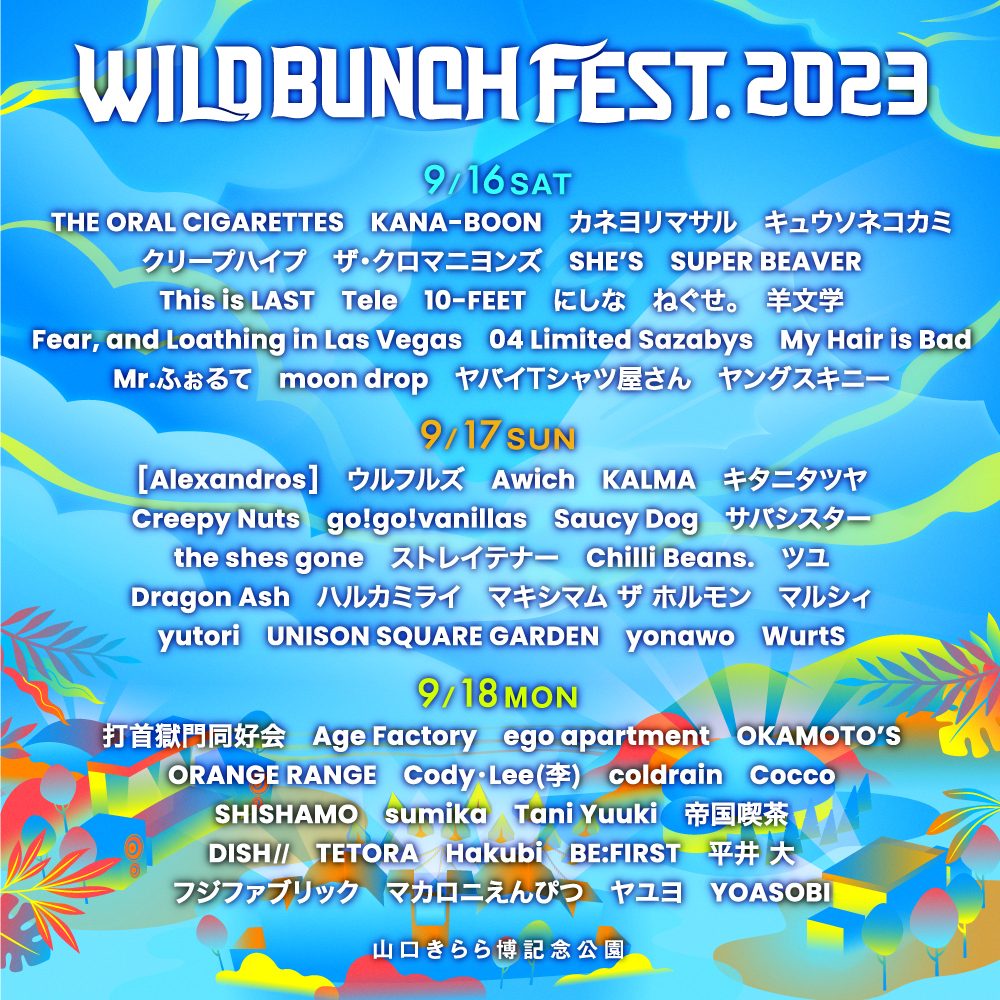 WILD BUNCH FEST. 2023
9/16 SAT
THE ORAL CIGARETTES KANA-BOON カネヨリマサル キュウソネコカミ
クリープハイプ ザ・クロマニヨンズ SHE'S SUPER BEAVER
This is LAST Tele 10-FEET にしな ねぐせ。 羊文学
Fear, and Loathing in Las Vegas 04 Limited Sazabys My Hair is Bad
Mr.ふぉるて moon drop ヤバイTシャツ屋さん ヤングスキニー
9/17 SUN
[Alexandros] ウルフルズ Awich KALMA キタニタツヤ
Creepy Nuts go!go!vanillas Saucy Dog サバシスター
the shes gone ストレイテナー Chilli Beans. ツユ
Dragon Ash ハルカミライ マキシマム ザ ホルモン マルシィ
yutori UNISON SQUARE GARDEN yonawo WurtS
9/18 MON
打首獄門同好会 Age Factory ego apartment OKAMOTO'S
ORANGE RANGE Cody・Lee(李) coldrain Cocco
SHISHAMO sumika Tani Yuuki 帝国喫茶
DISH// TETORA Hakubi BE:FIRST 平井 大
フジファブリック マカロニえんぴつ ヤユヨ YOASOBI
山口きらら博記念公園